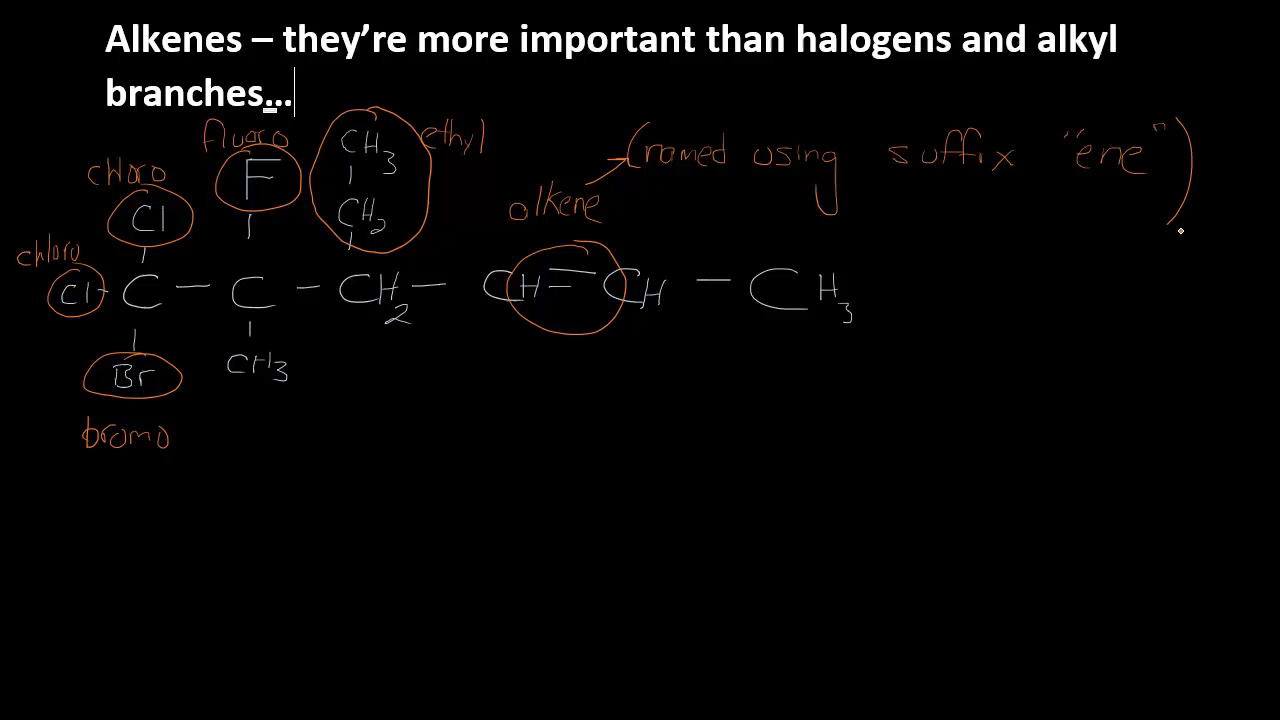 Alkenes – they’re more important than halogens and alkyl
branches...
fluoro CH3 ethyl (named using suffix "ene")
chloro F
Cl CH2 alkene
chloro
Cl - C - C - CH2 - CH = CH - CH3
Br CH3
bromo